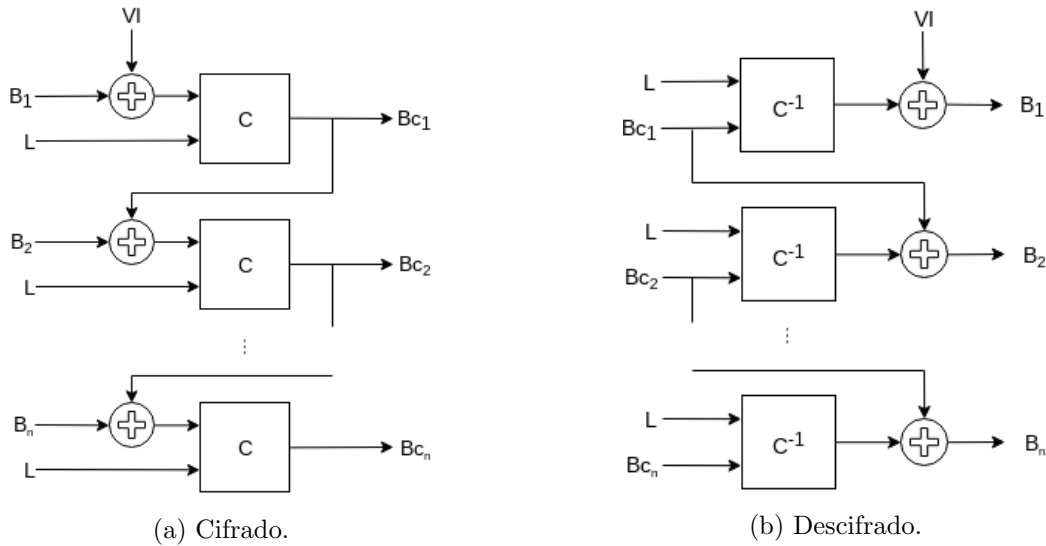 VI
B₁
L
C
Bc₁
B₂
L
C
Bc₂
Bₙ
L
C
Bcₙ
(a) Cifrado.
VI
L
Bc₁
C⁻¹
B₁
L
Bc₂
C⁻¹
B₂
L
Bcₙ
C⁻¹
Bₙ
(b) Descifrado.